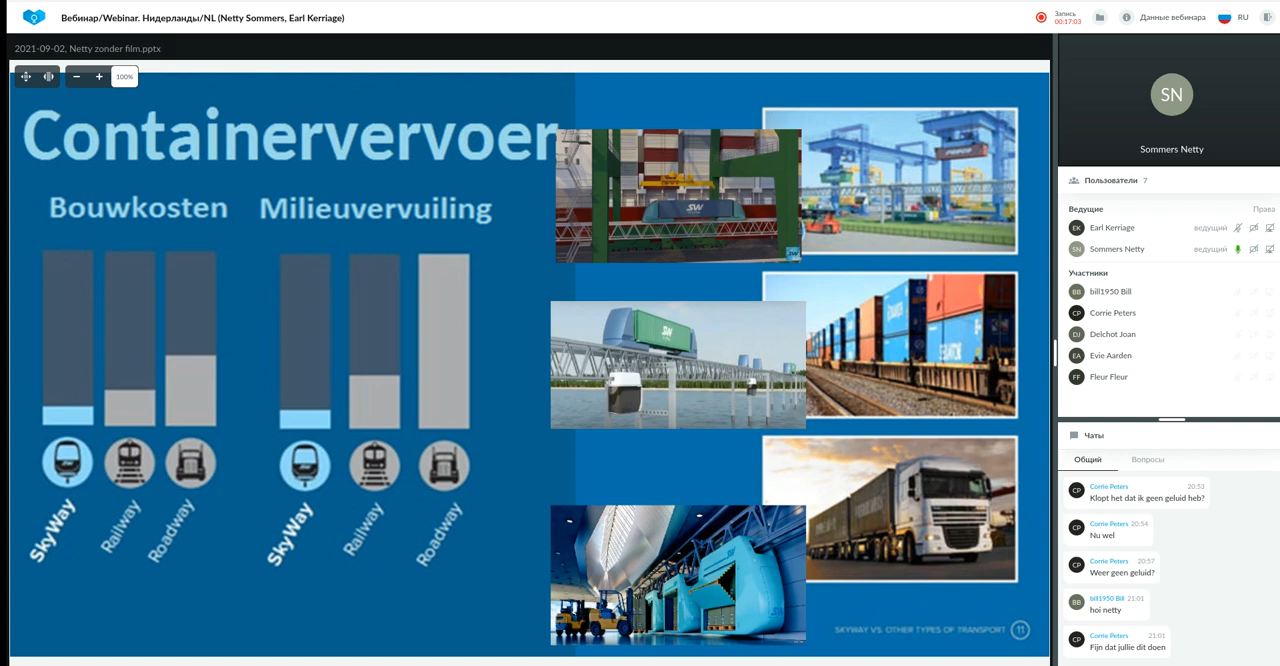 Вебинар/Webinar. Нидерланды/NL (Netty Sommers, Earl Kerriage)
Запись
00:17:03
Данные вебинара
RU
2021-09-02, Netty zonder film.pptx
100%
Containervervoer
Bouwkosten
Milieuvervuiling
SkyWay
Railway
Roadway
SkyWay
Railway
Roadway
SW
SW
SKYWAY VS. OTHER TYPES OF TRANSPORT 11
SN
Sommers Netty
Пользователи 7
Ведущие
Права
EK Earl Kerriage ведущий
SN Sommers Netty ведущий
Участники
BB bill1950 Bill
CP Corrie Peters
DJ Delchot Joan
EA Evie Aarden
FF Fleur Fleur
Чаты
Общий
Вопросы
CP Corrie Peters 20:53
Klopt het dat ik geen geluid heb?
CP Corrie Peters 20:54
Nu wel
CP Corrie Peters 20:57
Weer geen geluid?
BB bill1950 Bill 21:01
hoi netty
CP Corrie Peters 21:01
Fijn dat jullie dit doen